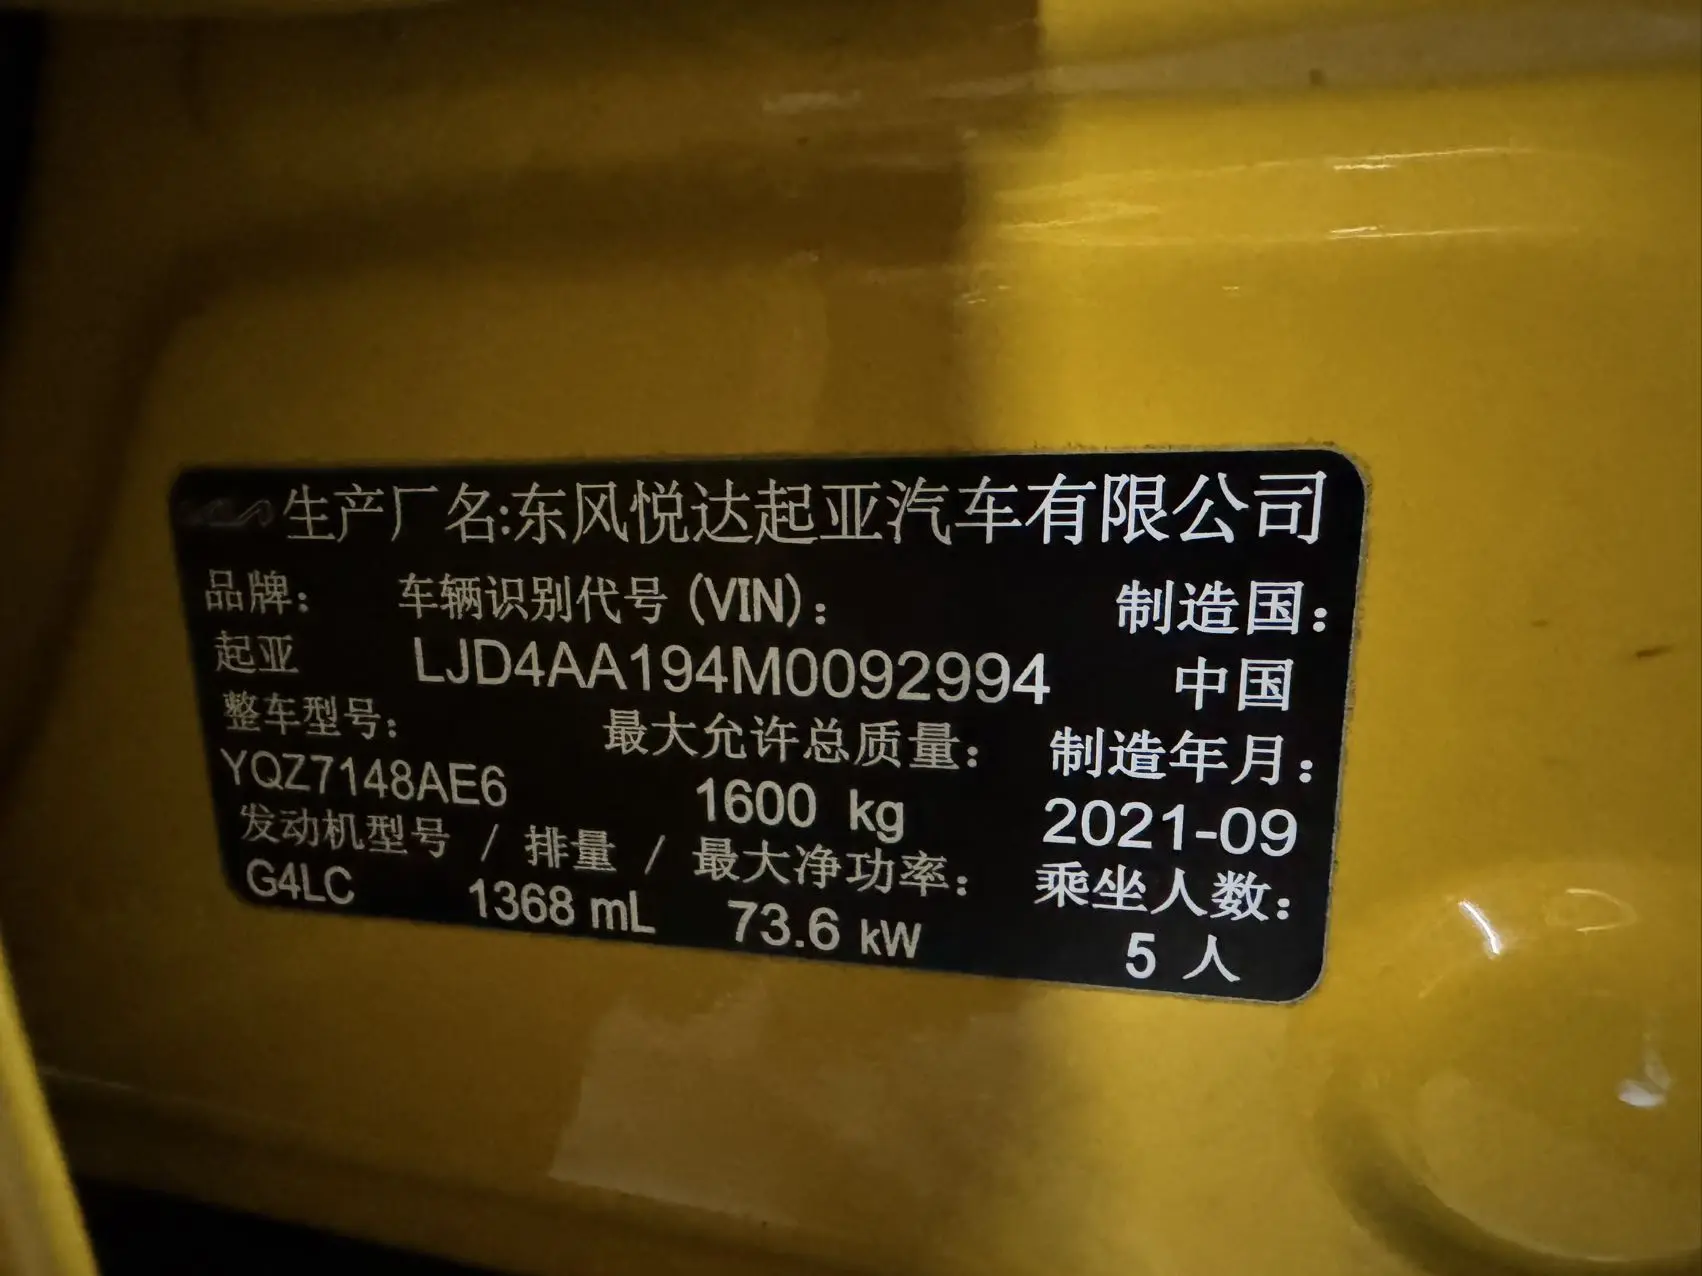 生产厂名:东风悦达起亚汽车有限公司
品牌: 车辆识别代号 (VIN): 制造国:
起亚 LJD4AA194M0092994 中国
整车型号: 最大允许总质量: 制造年月:
YQZ7148AE6 1600 kg 2021-09
发动机型号 / 排量 / 最大净功率: 乘坐人数:
G4LC 1368 mL 73.6 kW 5 人